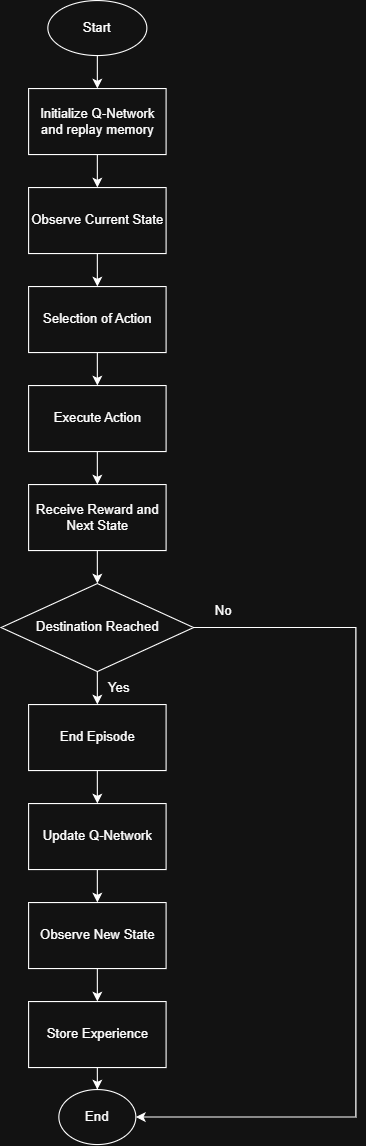 Start
Initialize Q-Network
and replay memory
Observe Current State
Selection of Action
Execute Action
Receive Reward and
Next State
Destination Reached
No
Yes
End Episode
Update Q-Network
Observe New State
Store Experience
End